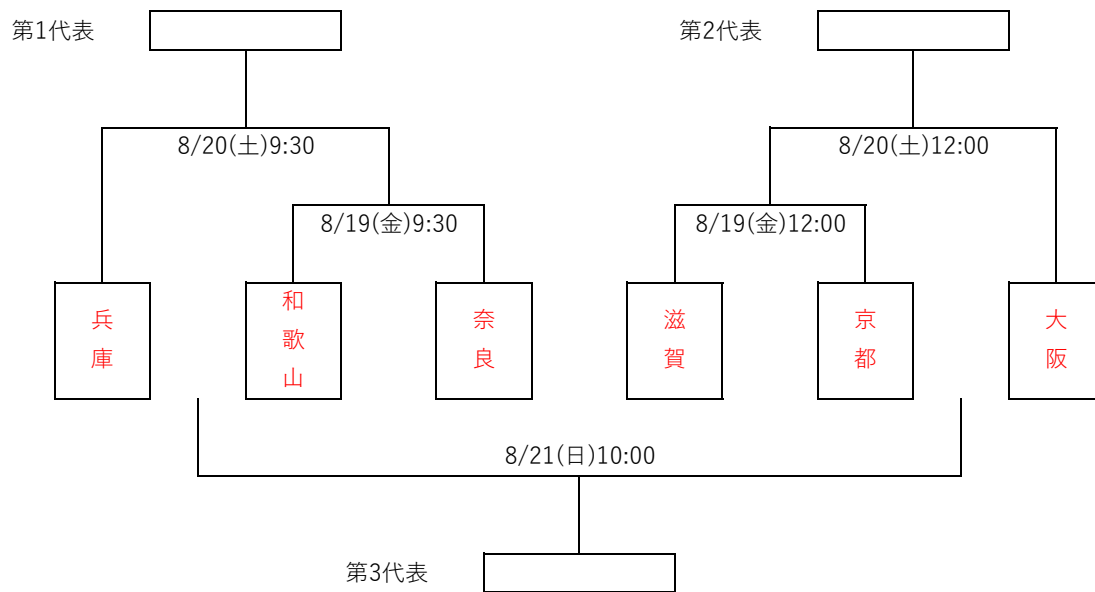 第1代表
第2代表
8/20(土)9:30
8/20(土)12:00
8/19(金)9:30
8/19(金)12:00
兵庫
和歌山
奈良
滋賀
京都
大阪
8/21(日)10:00
第3代表